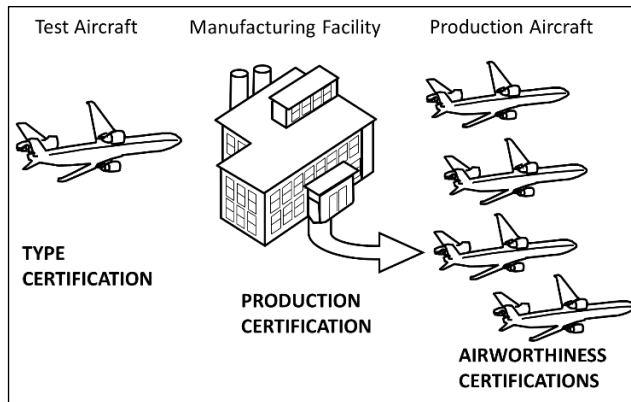 Test Aircraft
Manufacturing Facility
Production Aircraft
TYPE
CERTIFICATION
PRODUCTION
CERTIFICATION
AIRWORTHINESS
CERTIFICATIONS